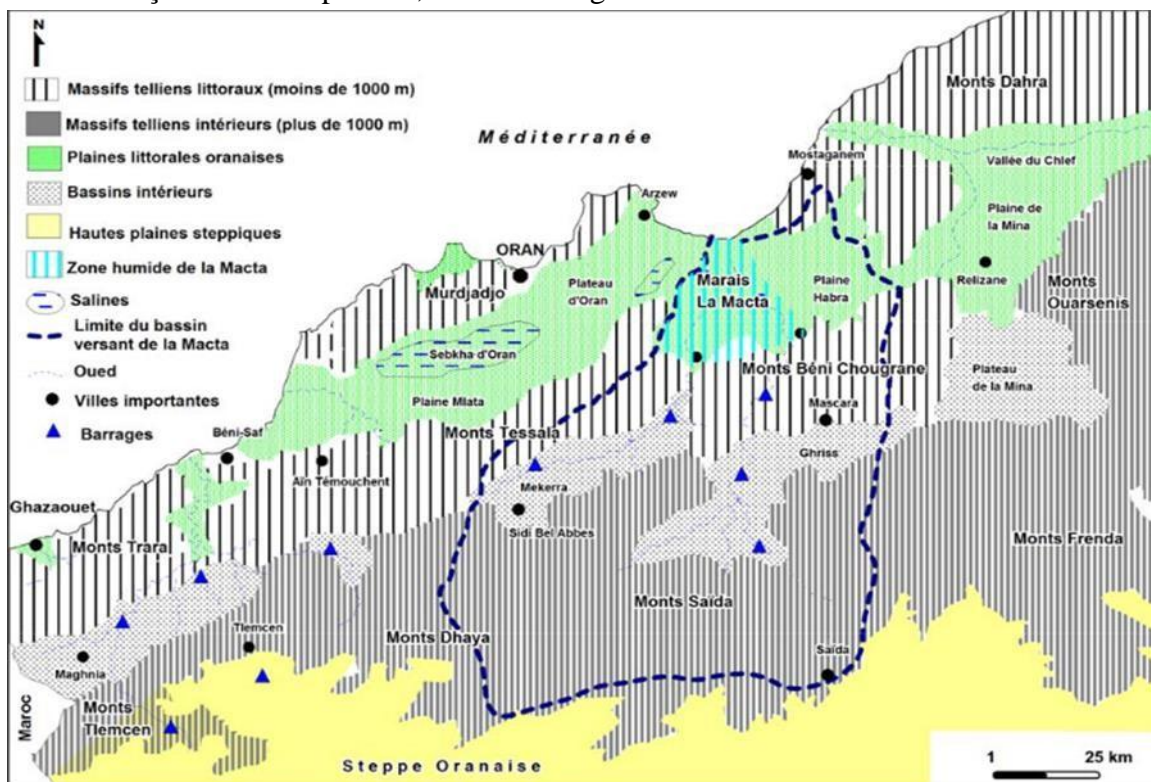 N
Massifs telliens littoraux (moins de 1000 m)
Massifs telliens intérieurs (plus de 1000 m)
Plaines littorales oranaises
Bassins intérieurs
Hautes plaines steppiques
Zone humide de la Macta
Salines
Limite du bassin
versant de la Macta
Oued
Villes importantes
Barrages
Méditerranée
Monts Dahra
Mostaganem
Vallée du Chlef
Arzew
Plaine de
la Mina
ORAN
Plateau
d'Oran
Marais
La Macta
Plaine
Habra
Relizane
Monts
Ouarsenis
Murdjadjo
Sebkha d'Oran
Monts Béni Chougrane
Plateau
de la Mina
Plaine Mlata
Mascara
Béni-Saf
Monts Tessala
Ghriss
Aïn Témouchent
Mekerra
Ghazaouet
Sidi Bel Abbes
Monts Trara
Monts Frenda
Monts Saïda
Tlemcen
Monts Dhaya
Saïda
Maghnia
Maroc
Monts
Tlemcen
Steppe Oranaise
1 25 km